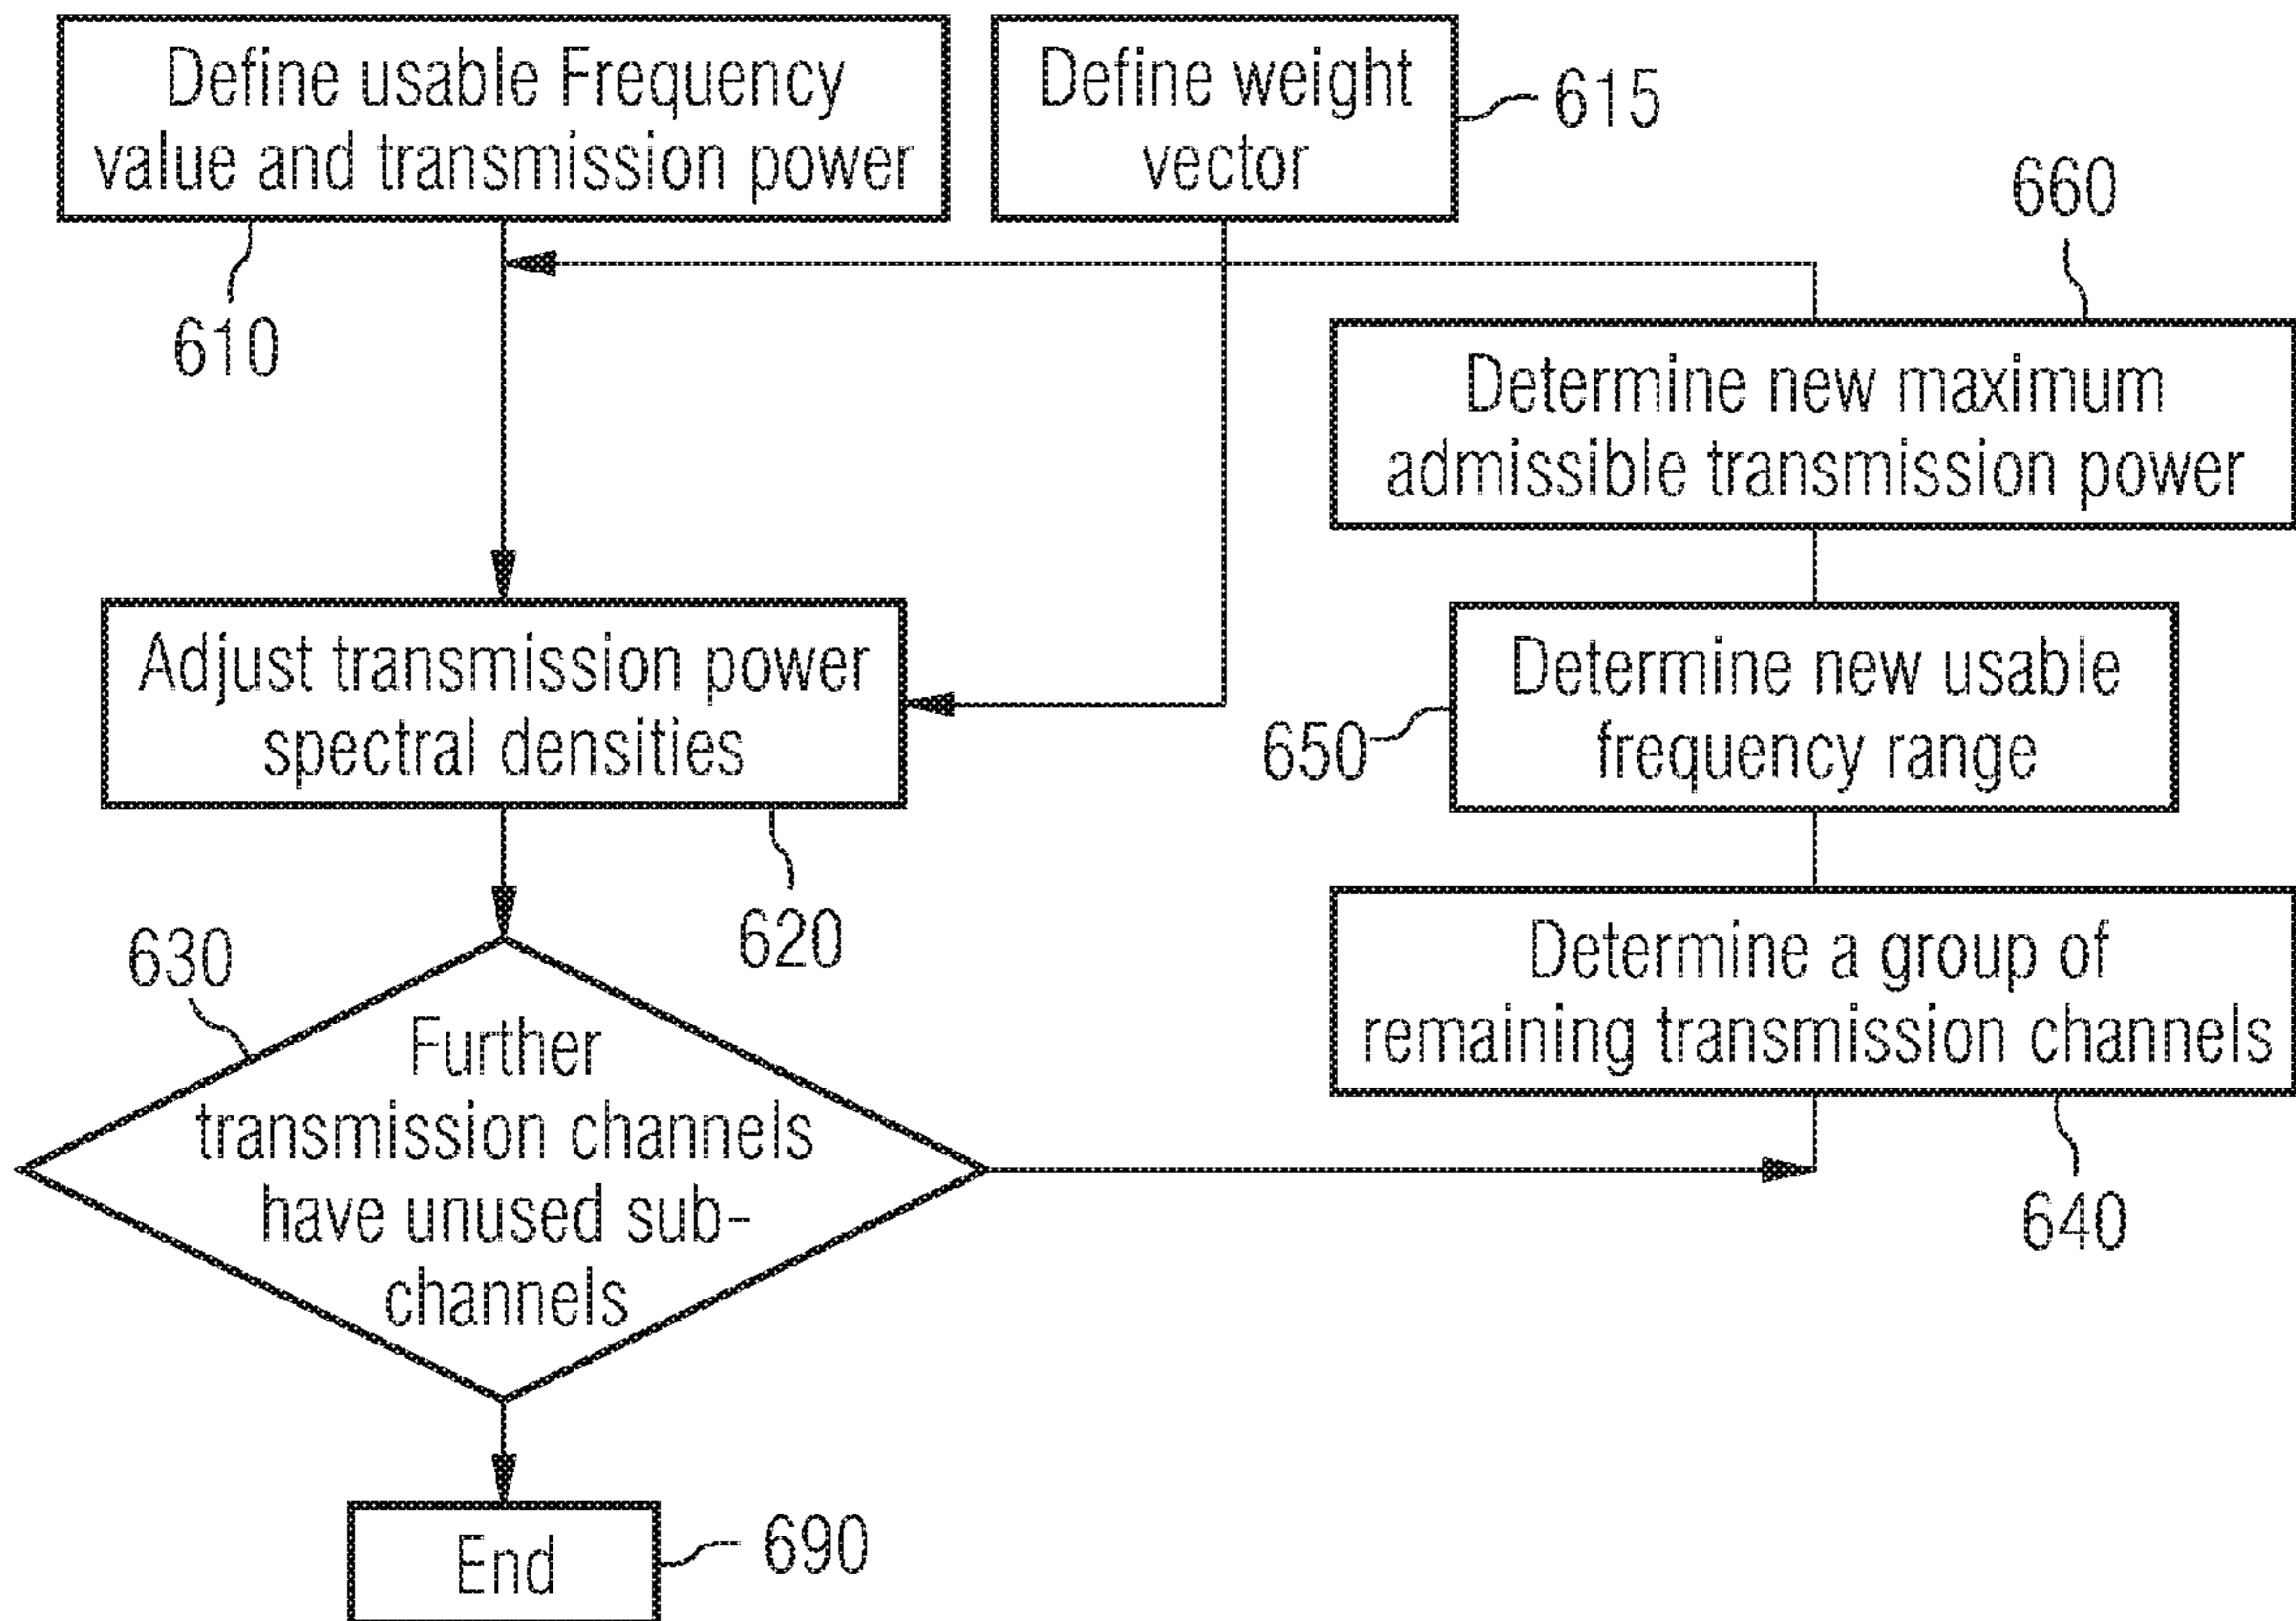 Define usable Frequency
value and transmission power
610
Define weight
vector
615
660
Determine new maximum
admissible transmission power
Adjust transmission power
spectral densities
620
650
Determine new usable
frequency range
630
Further
transmission channels
have unused sub-
channels
Determine a group of
remaining transmission channels
640
End
690